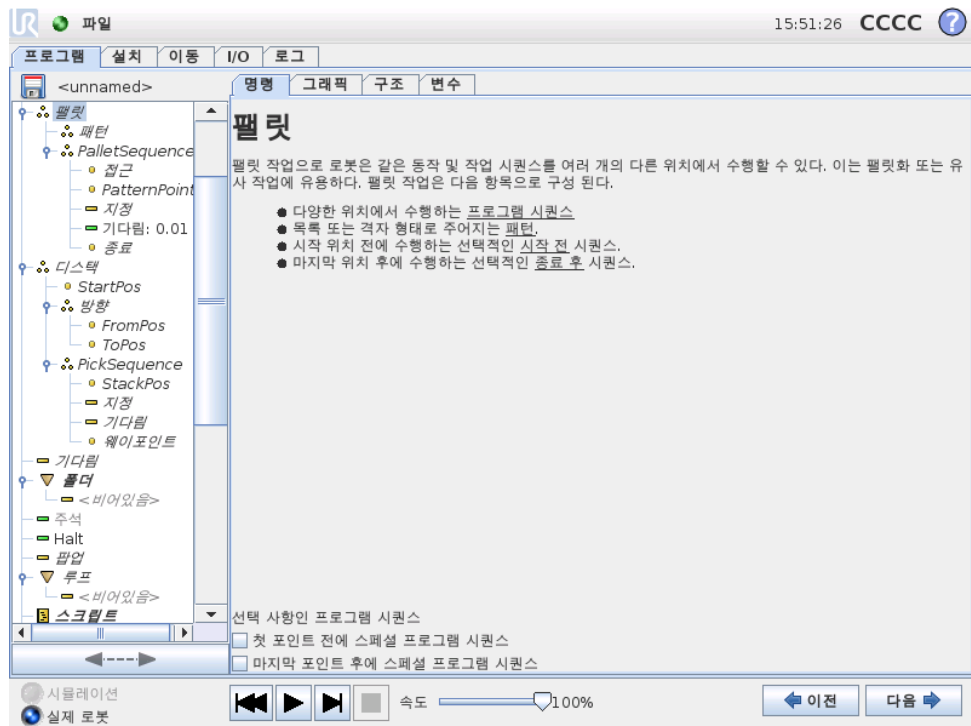 UR 파일 15:51:26 CCCC ?
프로그램 설치 이동 I/O 로그
<unnamed>
팰릿
패턴
PalletSequence
접근
PatternPoint
지정
기다림: 0.01
종료
디스택
StartPos
방향
FromPos
ToPos
PickSequence
StackPos
지정
기다림
웨이포인트
기다림
폴더
<비어있음>
주석
Halt
팝업
루프
<비어있음>
스크립트
명령 그래픽 구조 변수
팰릿
팰릿 작업으로 로봇은 같은 동작 및 작업 시퀀스를 여러 개의 다른 위치에서 수행할 수 있다. 이는 팰릿화 또는 유
사 작업에 유용하다. 팰릿 작업은 다음 항목으로 구성 된다.
● 다양한 위치에서 수행하는 프로그램 시퀀스
● 목록 또는 격자 형태로 주어지는 패턴.
● 시작 위치 전에 수행하는 선택적인 시작 전 시퀀스.
● 마지막 위치 후에 수행하는 선택적인 종료 후 시퀀스.
선택 사항인 프로그램 시퀀스
첫 포인트 전에 스페셜 프로그램 시퀀스
마지막 포인트 후에 스페셜 프로그램 시퀀스
시뮬레이션
실제 로봇
속도 100%
이전 다음